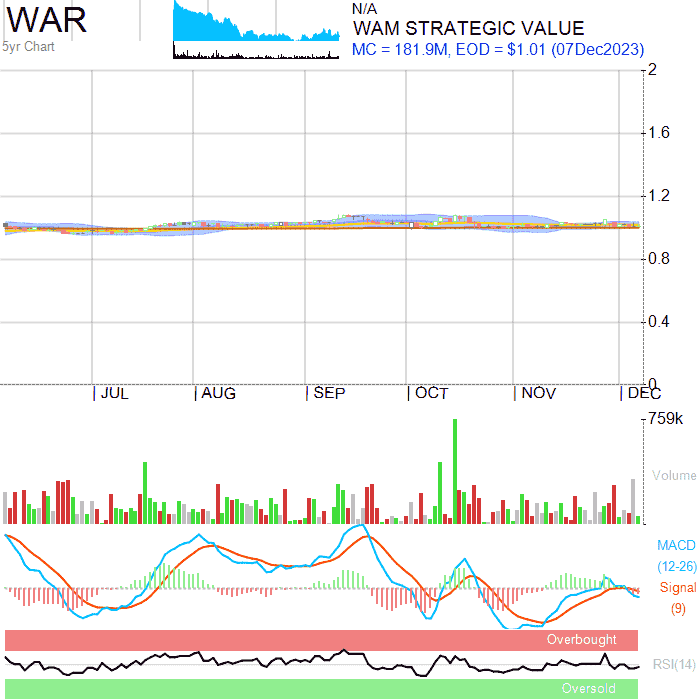 WAR
5yr Chart
N/A
WAM STRATEGIC VALUE
MC = 181.9M, EOD = $1.01 (07Dec2023)
2
1.6
1.2
0.8
0.4
0
JUL AUG SEP OCT NOV DEC
759k
Volume
MACD
(12-26)
Signal
(9)
Overbought
RSI(14)
Oversold